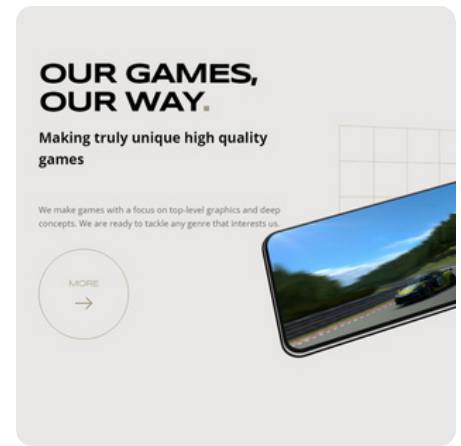 OUR GAMES,
OUR WAY.
Making truly unique high quality
games
We make games with a focus on top-level graphics and deep
concepts. We are ready to tackle any genre that interests us.
MORE